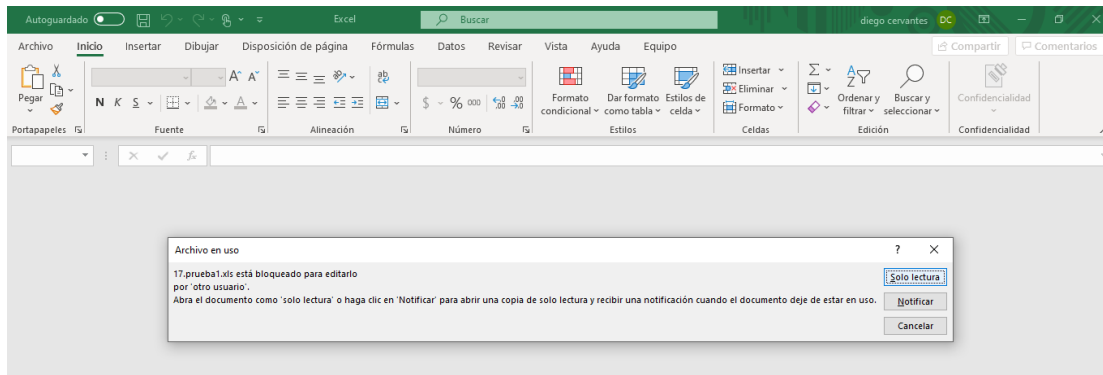 Autoguardado
Excel
Buscar
diego cervantes DC
Archivo Inicio Insertar Dibujar Disposición de página Fórmulas Datos Revisar Vista Ayuda Equipo
Compartir Comentarios
Pegar
N K S
A A
A
ab
$ % 000
Formato condicional
Dar formato como tabla
Estilos de celda
Insertar
Eliminar
Formato
Ordenar y filtrar
Buscar y seleccionar
Confidencialidad
Portapapeles Fuente Alineación Número Estilos Celdas Edición Confidencialidad
fx
Archivo en uso
17.prueba1.xls está bloqueado para editarlo
por 'otro usuario'.
Abra el documento como 'solo lectura' o haga clic en 'Notificar' para abrir una copia de solo lectura y recibir una notificación cuando el documento deje de estar en uso.
Solo lectura
Notificar
Cancelar